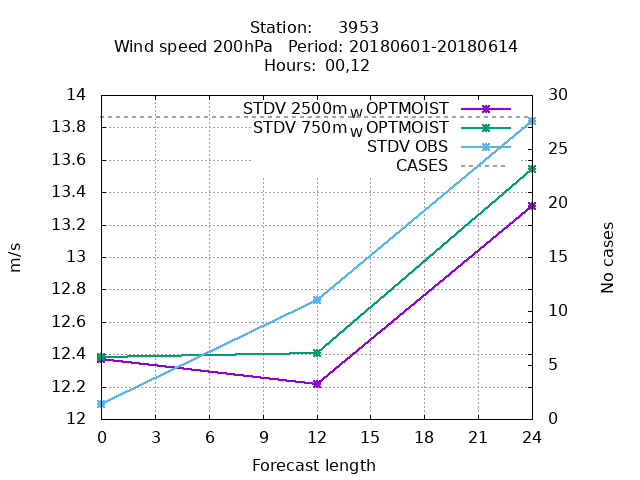 Station: 3953
Wind speed 200hPa Period: 20180601-20180614
Hours: 00,12
14 30
STDV 2500m W OPTMOIST
13.8
STDV 750m W OPTMOIST
STDV OBS
25
13.6
CASES
13.4
20
13.2
m/s
13 15
No cases
12.8
10
12.6
12.4
5
12.2
12 0
0 3 6 9 12 15 18 21 24
Forecast length